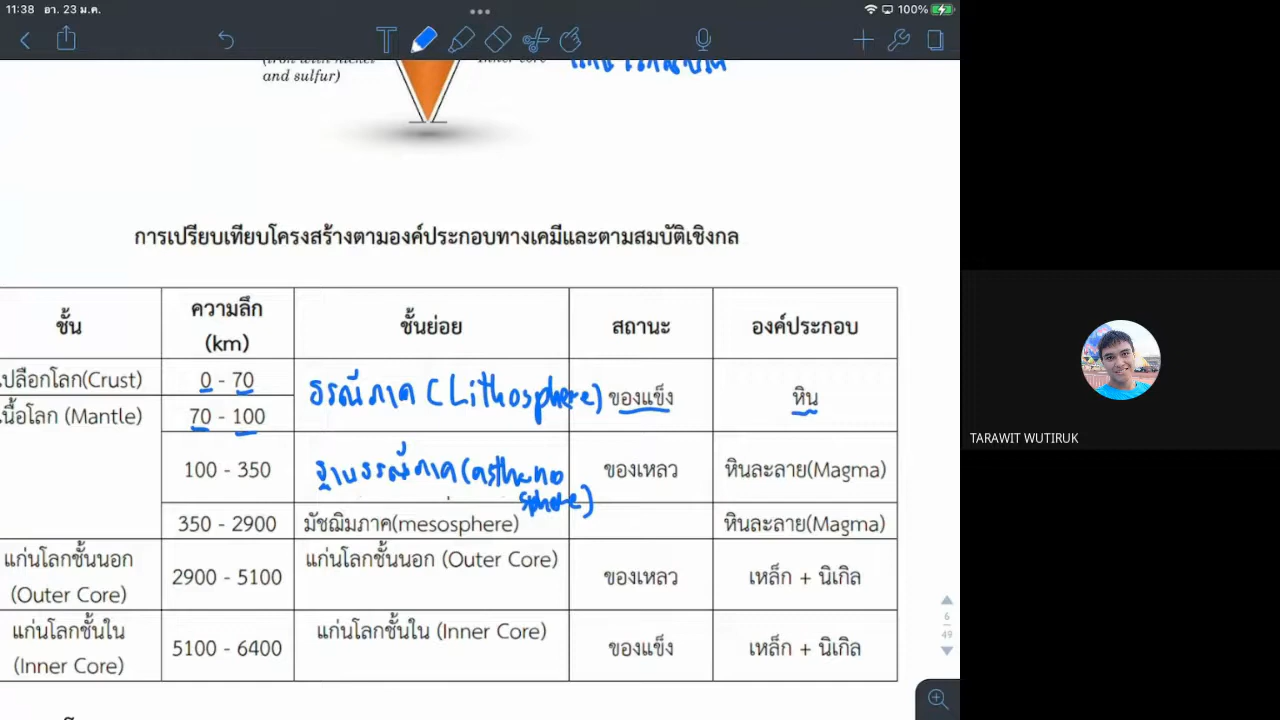 11:38 อา. 23 ม.ค.
100%
and sulfur)
การเปรียบเทียบโครงสร้างตามองค์ประกอบทางเคมีและตามสมบัติเชิงกล
ชั้น ความลึก (km) ชั้นย่อย สถานะ องค์ประกอบ
ปลือกโลก(Crust) 0 - 70 ธรณีภาค (Lithosphere) ของแข็ง หิน
นื้อโลก (Mantle) 70 - 100
100 - 350 ฐานธรณีภาค (asthenosphere) ของเหลว หินละลาย(Magma)
350 - 2900 มัชฌิมภาค(mesosphere) หินละลาย(Magma)
แก่นโลกชั้นนอก (Outer Core) 2900 - 5100 แก่นโลกชั้นนอก (Outer Core) ของเหลว เหล็ก + นิเกิล
แก่นโลกชั้นใน (Inner Core) 5100 - 6400 แก่นโลกชั้นใน (Inner Core) ของแข็ง เหล็ก + นิเกิล
6
49
TARAWIT WUTIRUK